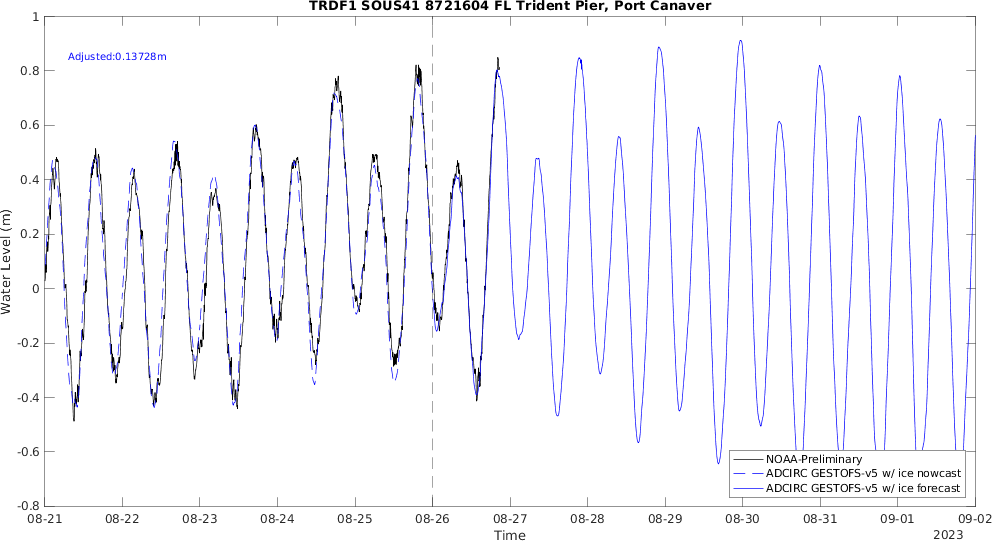 TRDF1 SOUS41 8721604 FL Trident Pier, Port Canaver
Adjusted:0.13728m
Water Level (m)
1
0.8
0.6
0.4
0.2
0
-0.2
-0.4
-0.6
-0.8
NOAA-Preliminary
ADCIRC GESTOFS-v5 w/ ice nowcast
ADCIRC GESTOFS-v5 w/ ice forecast
08-21 08-22 08-23 08-24 08-25 08-26 08-27 08-28 08-29 08-30 08-31 09-01 09-02
Time
2023